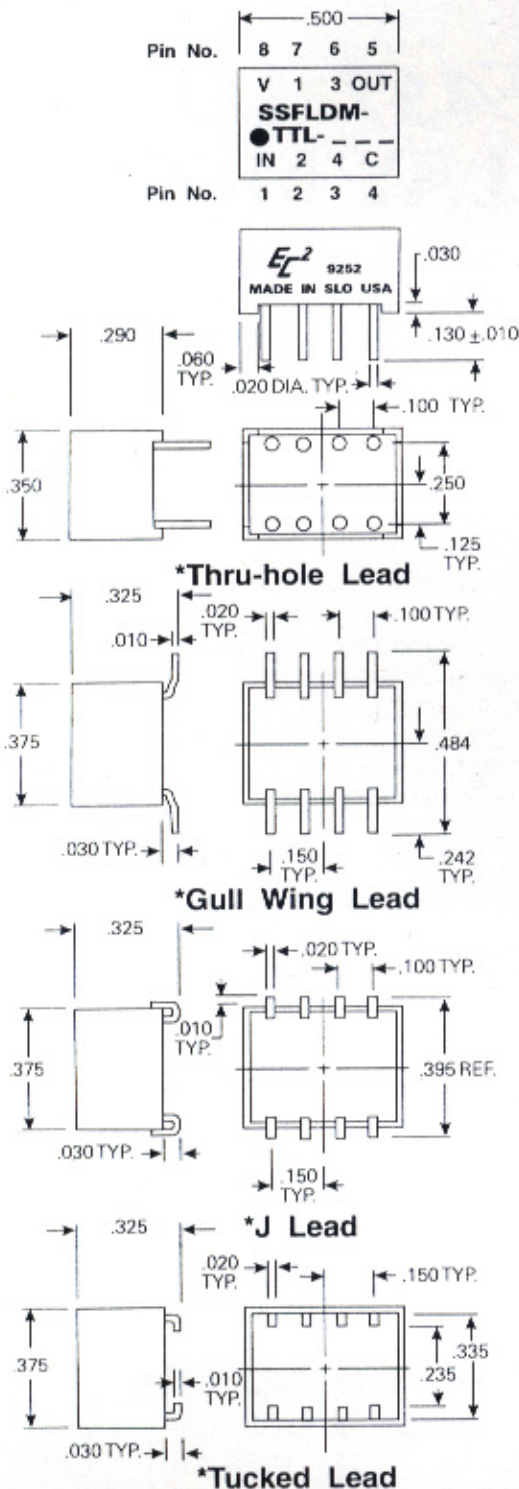 .500
Pin No. 8 7 6 5
V 1 3 OUT
SSFLDM-
●TTL-_ _ _
IN 2 4 C
Pin No. 1 2 3 4
EC² 9252
MADE IN SLO USA
.030
.130 ±.010
.290
.060
TYP.
.020 DIA. TYP.
.100 TYP.
.350
.250
.125
TYP.
*Thru-hole Lead
.325
.010
.020
TYP.
.100 TYP.
.375
.484
.030 TYP.
.150
TYP.
.242
TYP.
*Gull Wing Lead
.325
.020 TYP.
.100 TYP.
.010
TYP.
.375
.395 REF.
.030 TYP.
.150
TYP.
*J Lead
.325
.020
TYP.
.150 TYP.
.375
.010
TYP.
.335
.235
.030 TYP.
*Tucked Lead